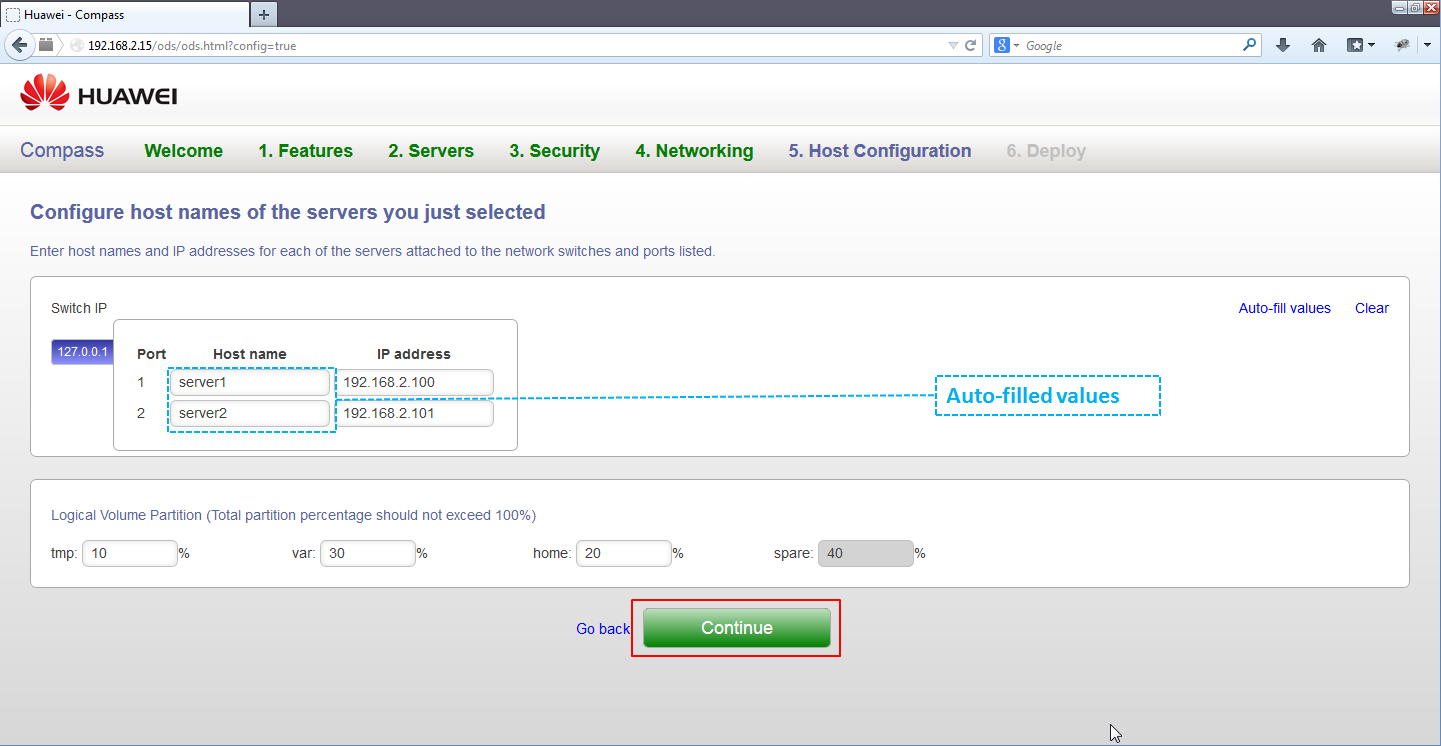 Huawei - Compass
+
192.168.2.15/ods/ods.html?config=true
8
Google
HUAWEI
Compass Welcome 1. Features 2. Servers 3. Security 4. Networking 5. Host Configuration 6. Deploy
Configure host names of the servers you just selected
Enter host names and IP addresses for each of the servers attached to the network switches and ports listed.
Switch IP
Auto-fill values Clear
127.0.0.1
Port Host name IP address
1 server1 192.168.2.100
2 server2 192.168.2.101
Auto-filled values
Logical Volume Partition (Total partition percentage should not exceed 100%)
tmp: 10 % var: 30 % home: 20 % spare: 40 %
Go back Continue